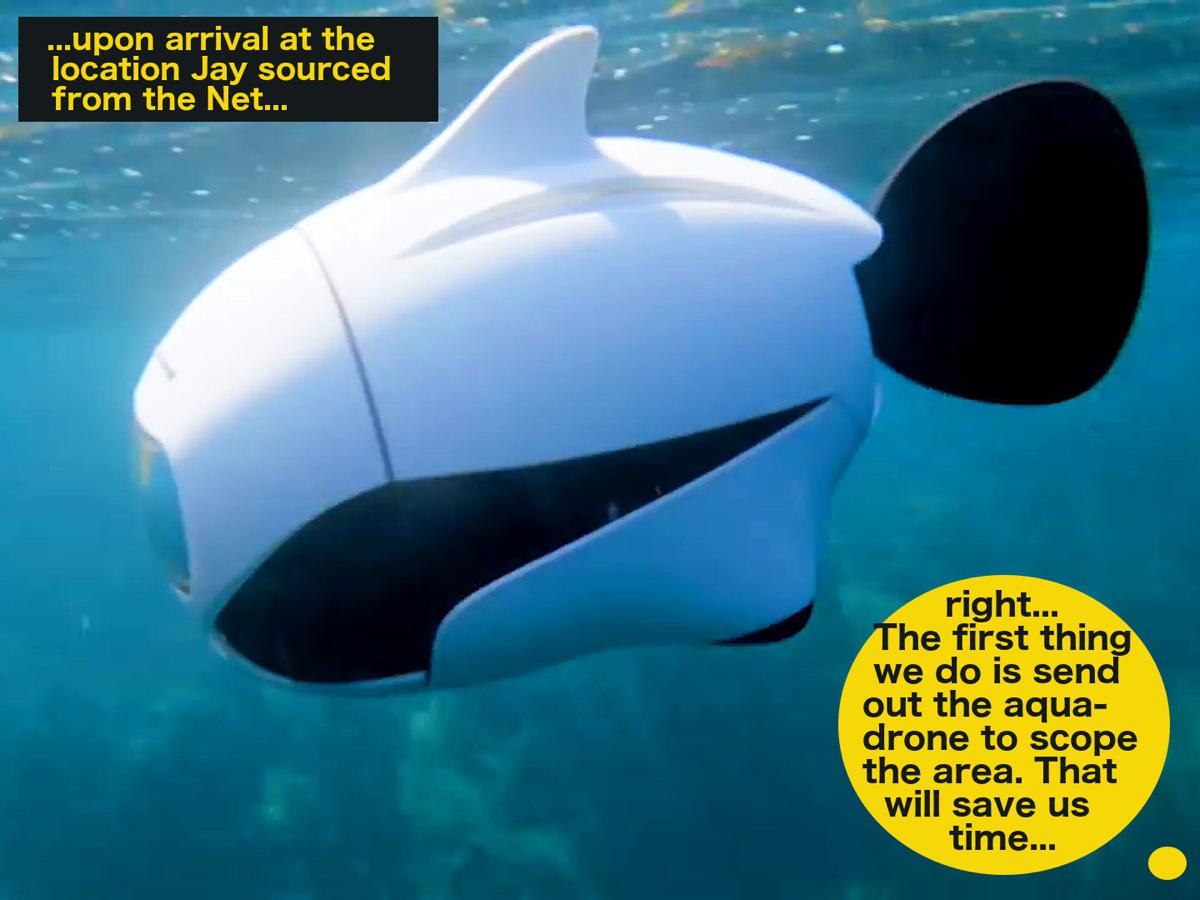 ...upon arrival at the
location Jay sourced
from the Net...
right...
The first thing
we do is send
out the aqua-
drone to scope
the area. That
will save us
time...